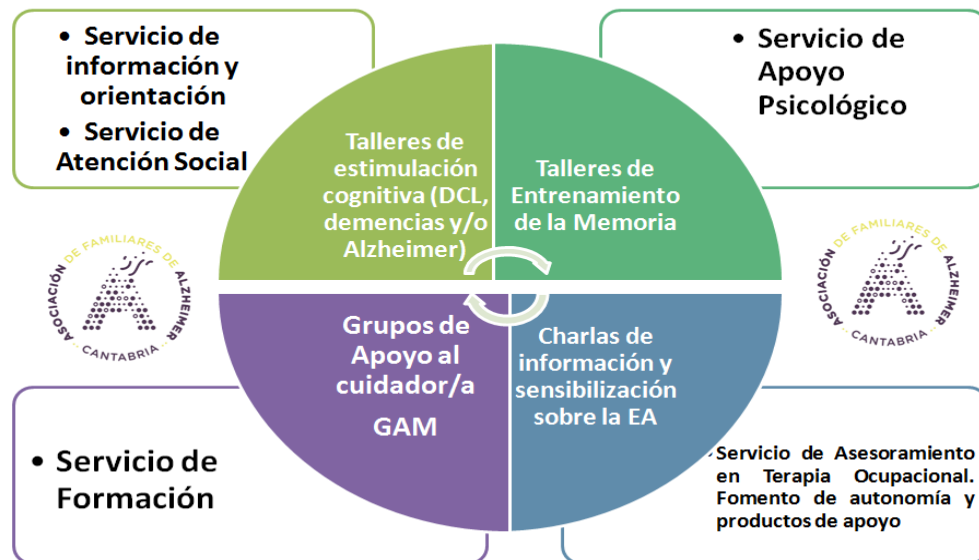 • Servicio de
información y
orientación
• Servicio de
Atención Social
• Servicio de
Apoyo
Psicológico
Talleres de
estimulación
cognitiva (DCL,
demencias y/o
Alzheimer)
Talleres de
Entrenamiento
de la Memoria
ASOCIACIÓN DE FAMILIARES DE ALZHEIMER
CANTABRIA
ASOCIACIÓN DE FAMILIARES DE ALZHEIMER
CANTABRIA
Grupos de
Apoyo al
cuidador/a
GAM
Charlas de
información y
sensibilización
sobre la EA
• Servicio de
Formación
Servicio de Asesoramiento
en Terapia Ocupacional.
Fomento de autonomía y
productos de apoyo